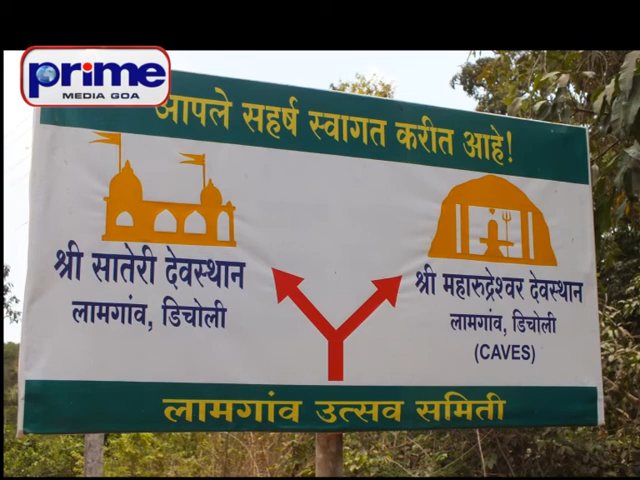 prime
MEDIA GOA
आपले सहर्ष स्वागत करीत आहे!
श्री सातेरी देवस्थान
लामगांव, डिचोली
श्री महारुद्रेश्वर देवस्थान
लामगांव, डिचोली
(CAVES)
लामगांव उत्सव समिती